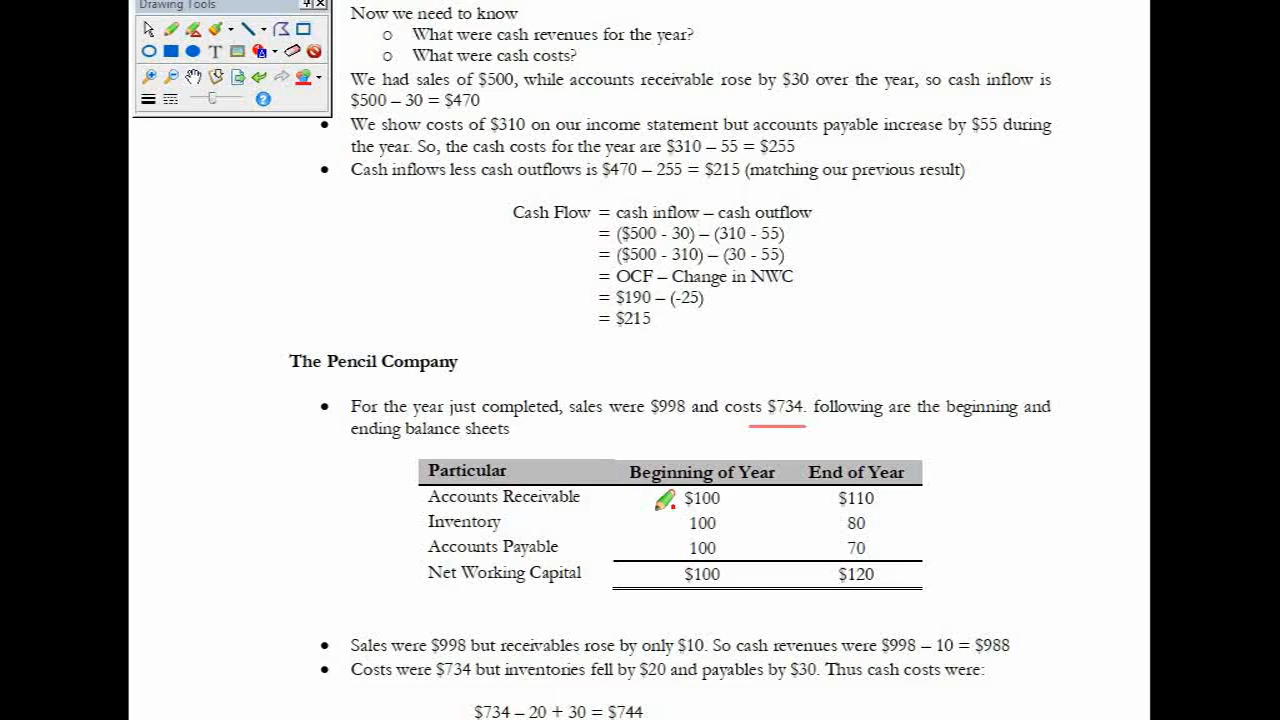 Drawing Tools
Now we need to know
o What were cash revenues for the year?
o What were cash costs?
We had sales of $500, while accounts receivable rose by $30 over the year, so cash inflow is
$500 – 30 = $470
• We show costs of $310 on our income statement but accounts payable increase by $55 during
the year. So, the cash costs for the year are $310 – 55 = $255
• Cash inflows less cash outflows is $470 – 255 = $215 (matching our previous result)
Cash Flow = cash inflow – cash outflow
= ($500 - 30) – (310 - 55)
= ($500 - 310) – (30 - 55)
= OCF – Change in NWC
= $190 – (-25)
= $215
The Pencil Company
• For the year just completed, sales were $998 and costs $734. following are the beginning and
ending balance sheets
Particular Beginning of Year End of Year
Accounts Receivable $100 $110
Inventory 100 80
Accounts Payable 100 70
Net Working Capital $100 $120
• Sales were $998 but receivables rose by only $10. So cash revenues were $998 – 10 = $988
• Costs were $734 but inventories fell by $20 and payables by $30. Thus cash costs were:
$734 – 20 + 30 = $744